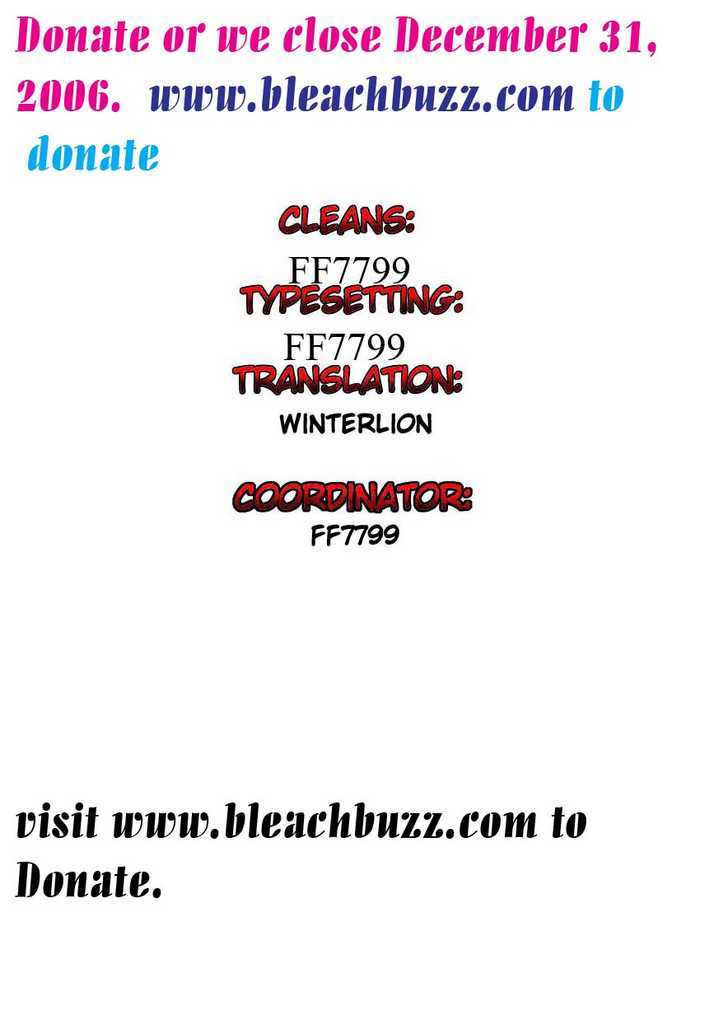 Donate or we close December 31,
2006. www.bleachbuzz.com to
donate
CLEANS:
FF7799
TYPESETTING:
FF7799
TRANSLATION:
WINTERLION
COORDINATOR:
FF7799
visit www.bleachbuzz.com to
Donate.